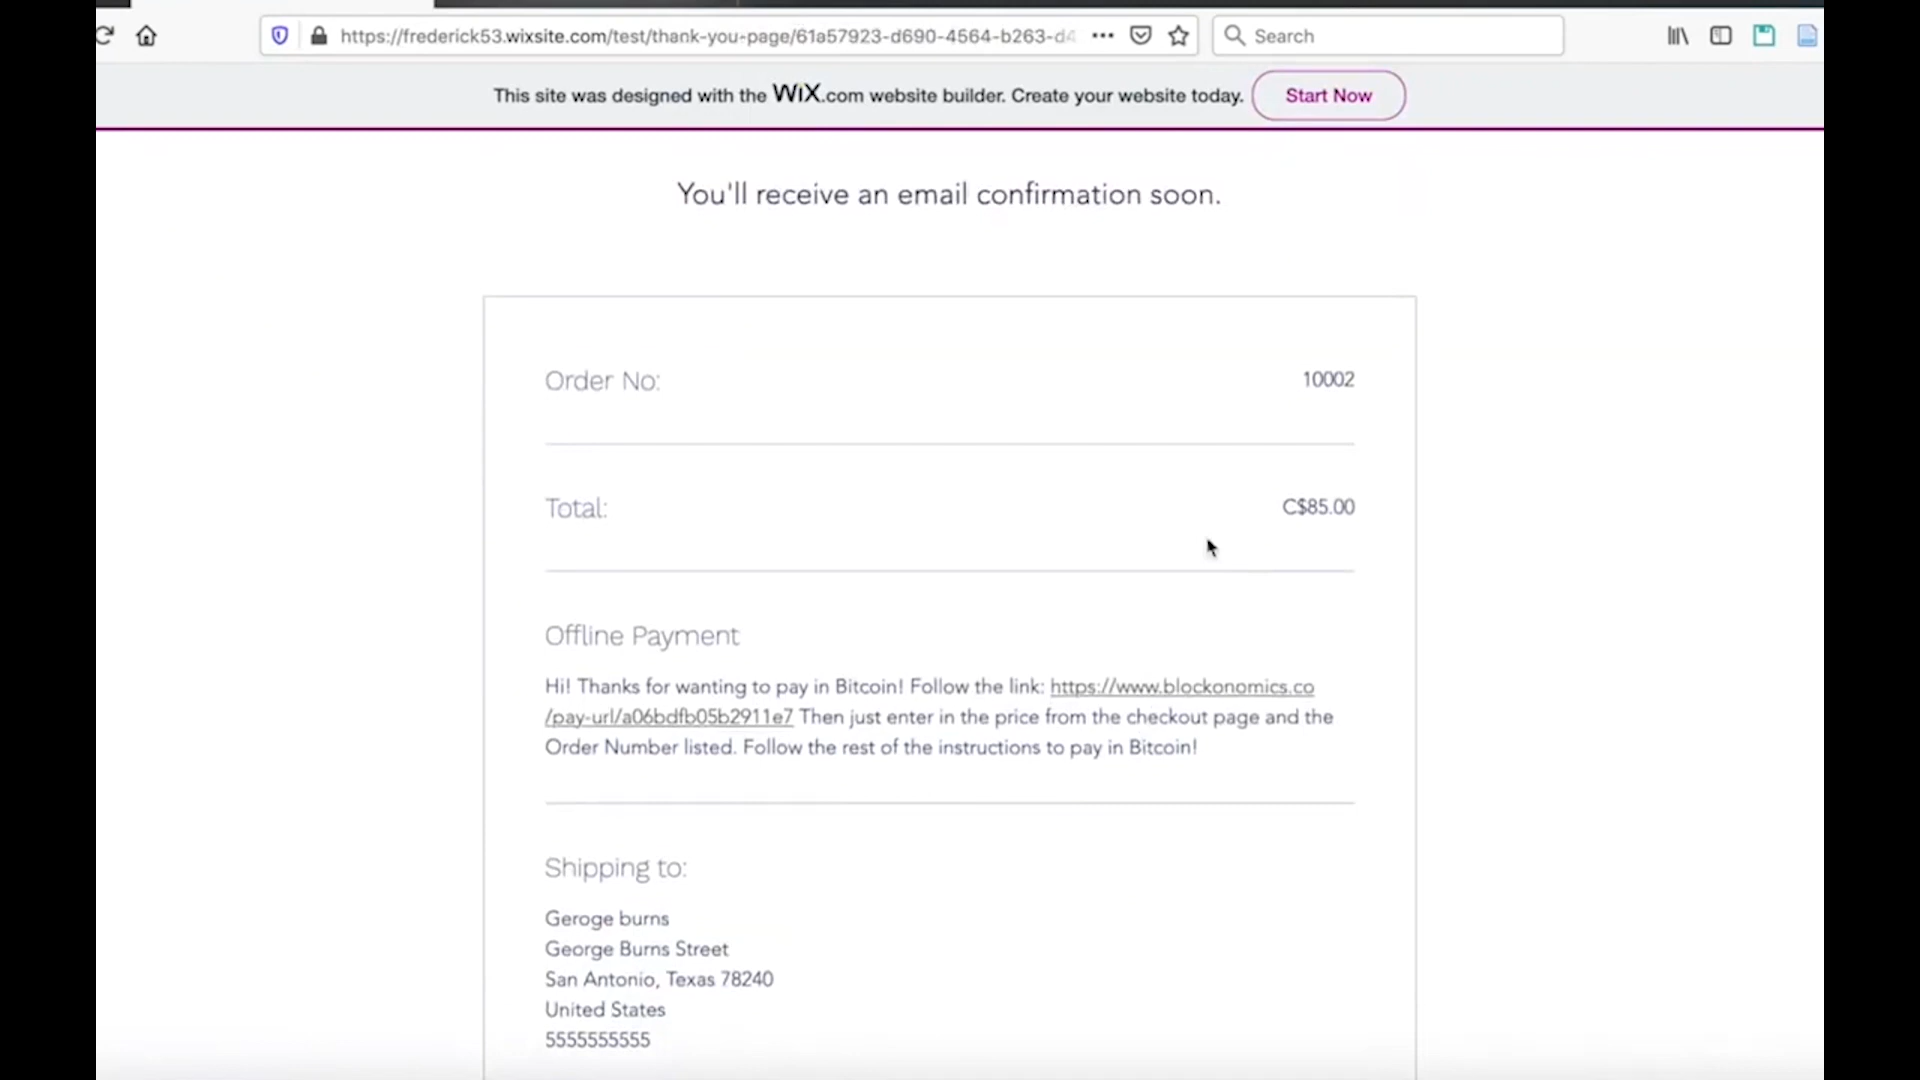 https://frederick53.wixsite.com/test/thank-you-page/61a57923-d690-4564-b263-d4
Search
This site was designed with the WiX.com website builder. Create your website today.
Start Now
You'll receive an email confirmation soon.
Order No:
10002
Total:
C$85.00
Offline Payment
Hi! Thanks for wanting to pay in Bitcoin! Follow the link: https://www.blockonomics.co
/pay-url/a06bdfb05b2911e7 Then just enter in the price from the checkout page and the
Order Number listed. Follow the rest of the instructions to pay in Bitcoin!
Shipping to:
Geroge burns
George Burns Street
San Antonio, Texas 78240
United States
5555555555